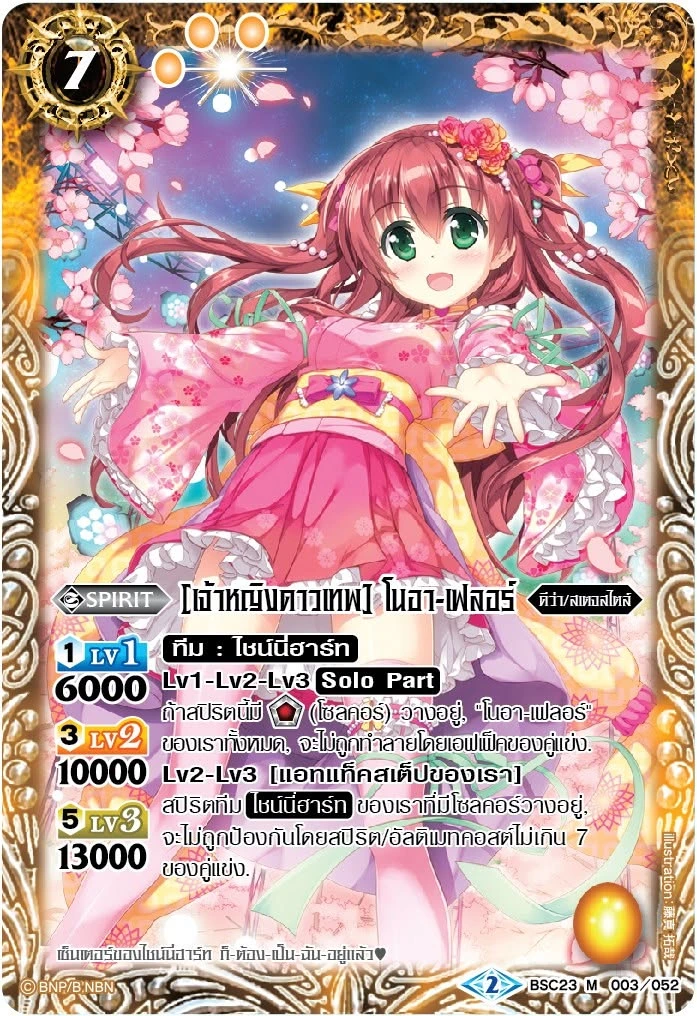 7
SPIRIT [เจ้าหญิงดาวเทพ] โนอา-เฟลอร์ ดีว่า/สเตอลไตล์
1 LV1 6000
ทีม : ไชน์นี่ฮาร์ท
Lv1-Lv2-Lv3 Solo Part
ถ้าสปิริตนี้มี (โซลคอร์) วางอยู่, "โนอา-เฟลอร์"
ของเราทั้งหมด, จะไม่ถูกทำลายโดยเอฟเฟ็คของคู่แข่ง.
3 LV2 10000
Lv2-Lv3 [แอทแท็คสเต็ปของเรา]
สปิริตทีม ไชน์นี่ฮาร์ท ของเราที่มีโซลคอร์วางอยู่,
5 LV3 13000
จะไม่ถูกป้องกันโดยสปิริต/อัลติเมทคอสต์ไม่เกิน 7
ของคู่แข่ง.
illustration: 藤真 拓哉
เซ็นเตอร์ของไชน์นี่ฮาร์ท ก็-ต้อง-เป็น-ฉัน-อยู่แล้ว♥
©BNP/B.NBN 2 BSC23 M 003/052